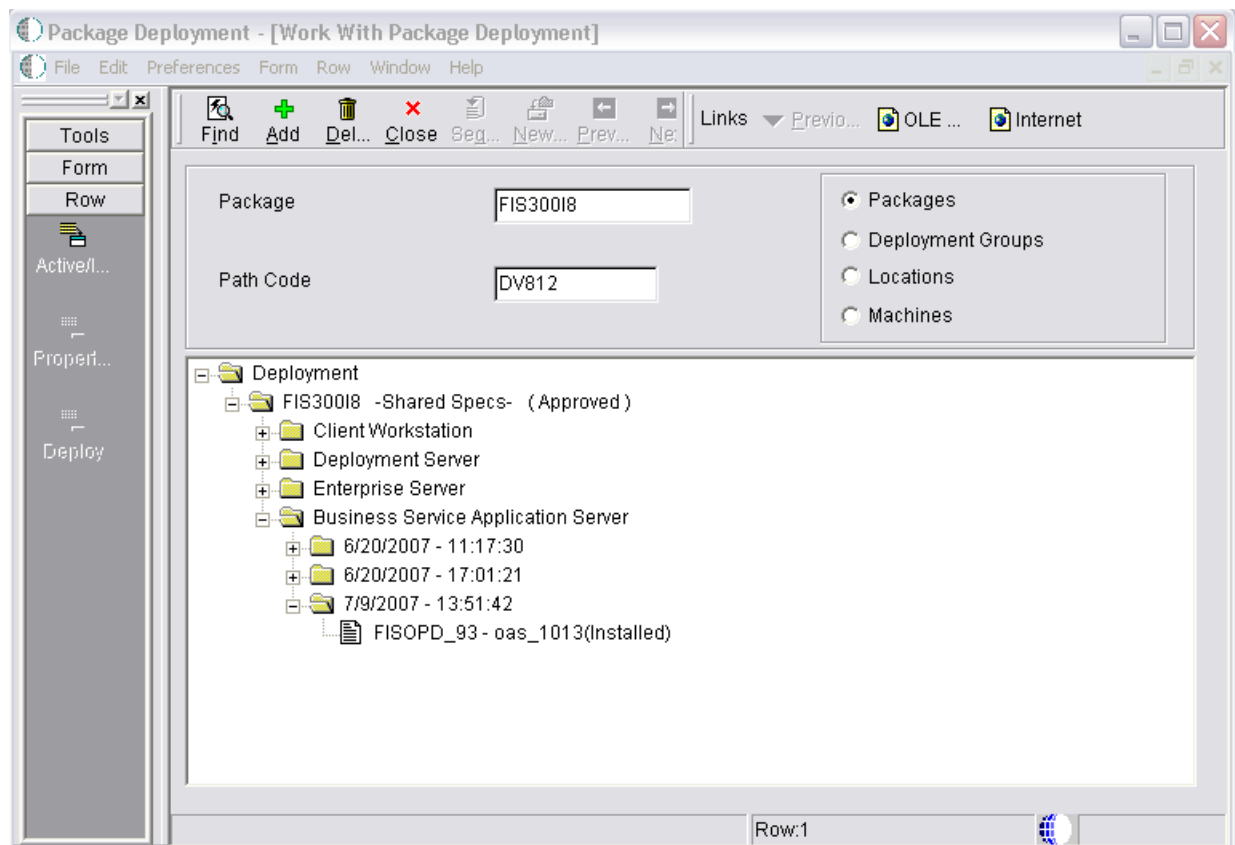 Package Deployment - [Work With Package Deployment]
File Edit Preferences Form Row Window Help
Tools
Form
Row
Active/I...
Propert...
Deploy
Find Add Del... Close Seq... New... Prev... Ne:
Links Previo... OLE ... Internet
Package FIS300I8
Path Code DV812
Packages
Deployment Groups
Locations
Machines
Deployment
FIS300I8 -Shared Specs- ( Approved )
Client Workstation
Deployment Server
Enterprise Server
Business Service Application Server
6/20/2007 - 11:17:30
6/20/2007 - 17:01:21
7/9/2007 - 13:51:42
FISOPD_93 - oas_1013(Installed)
Row:1